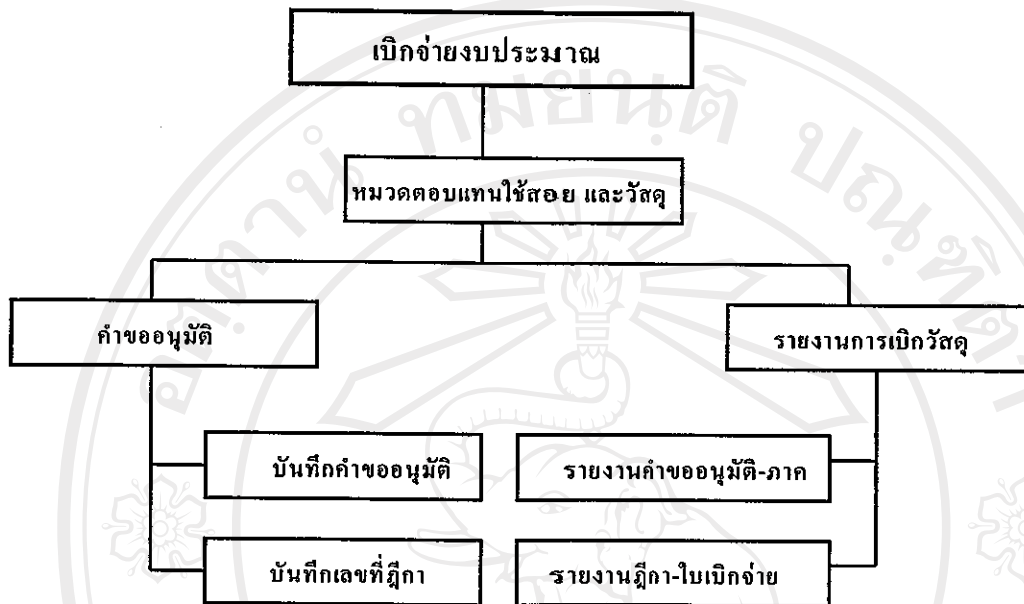 เบิกจ่ายงบประมาณ
หมวดตอบแทนใช้สอย และวัสดุ
คำขออนุมัติ
รายงานการเบิกวัสดุ
บันทึกคำขออนุมัติ
รายงานคำขออนุมัติ-ภาค
บันทึกเลขที่ฎีกา
รายงานฎีกา-ใบเบิกจ่าย